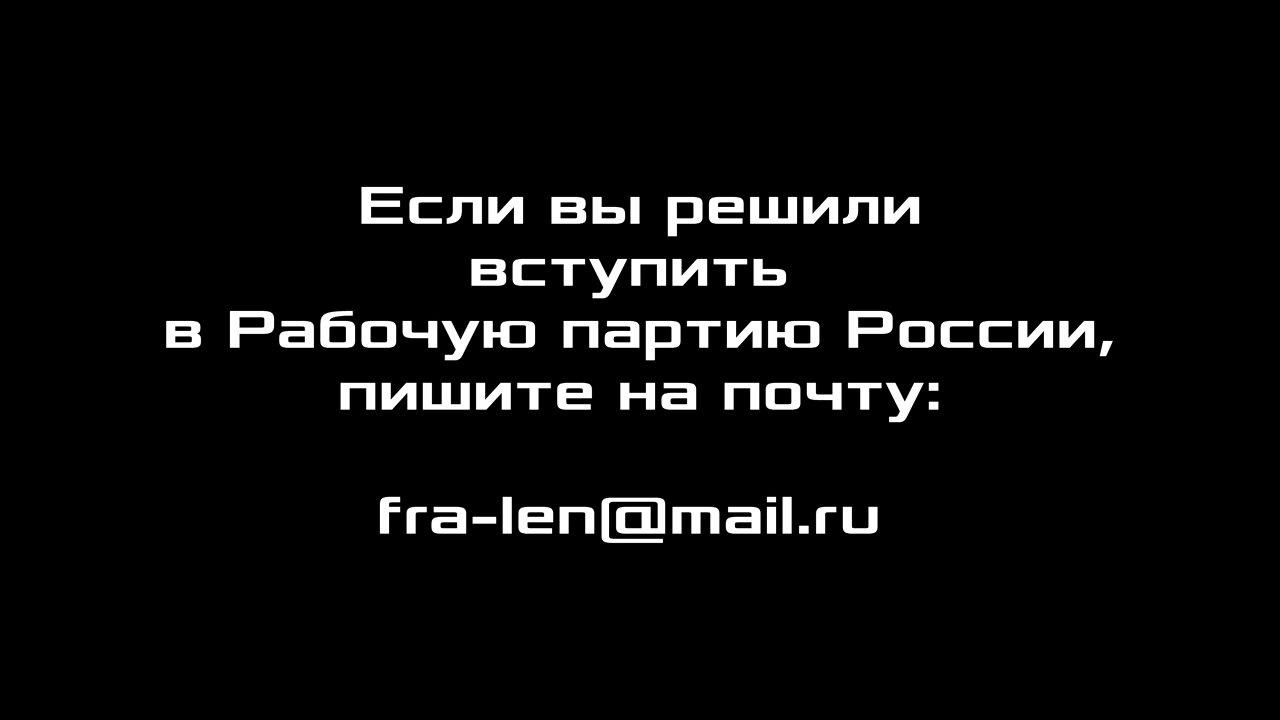 Если вы решили
вступить
в Рабочую партию России,
пишите на почту:
fra-len@mail.ru